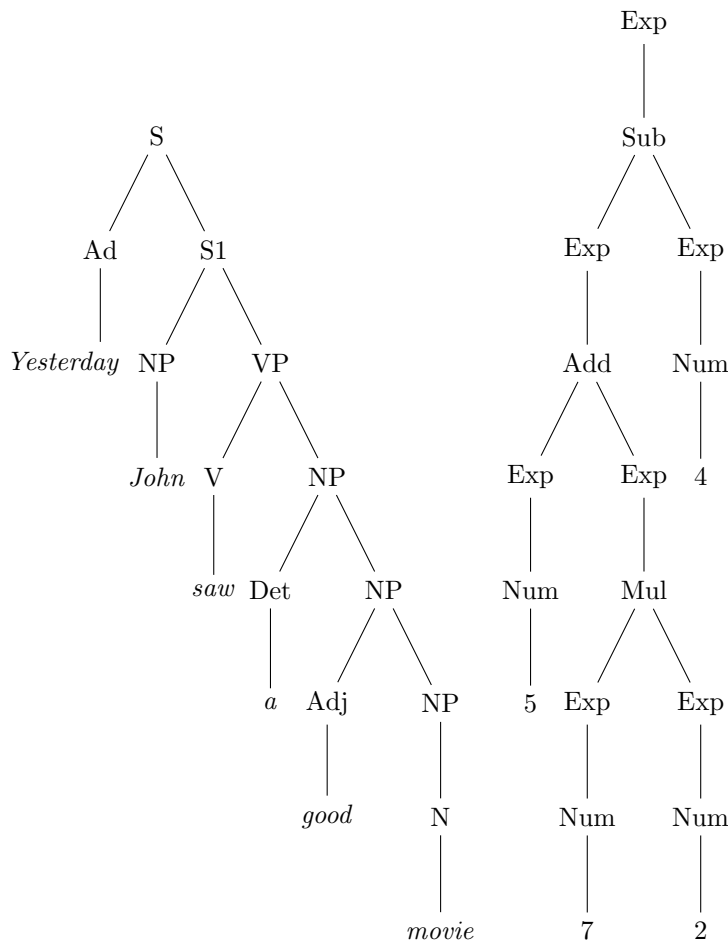 Exp
S Sub
Ad S1 Exp Exp
Yesterday NP VP Add Num
John V NP Exp Exp 4
saw Det NP Num Mul
a Adj NP 5 Exp Exp
good N Num Num
movie 7 2